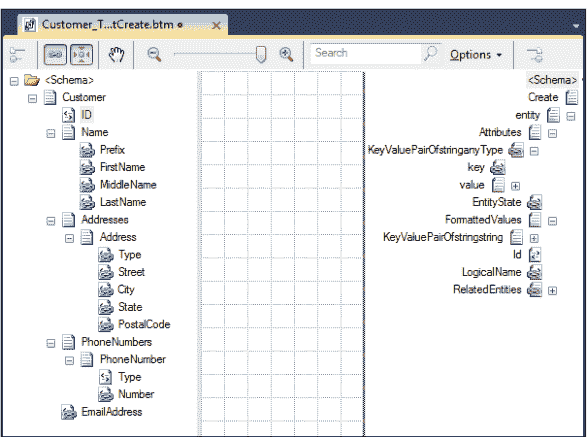 Customer_T...tCreate.btm
Search
Options
<Schema>
Customer
ID
Name
Prefix
FirstName
MiddleName
LastName
Addresses
Address
Type
Street
City
State
PostalCode
PhoneNumbers
PhoneNumber
Type
Number
EmailAddress
<Schema>
Create
entity
Attributes
KeyValuePairOfstringanyType
key
value
EntityState
FormattedValues
KeyValuePairOfstringstring
Id
LogicalName
RelatedEntities